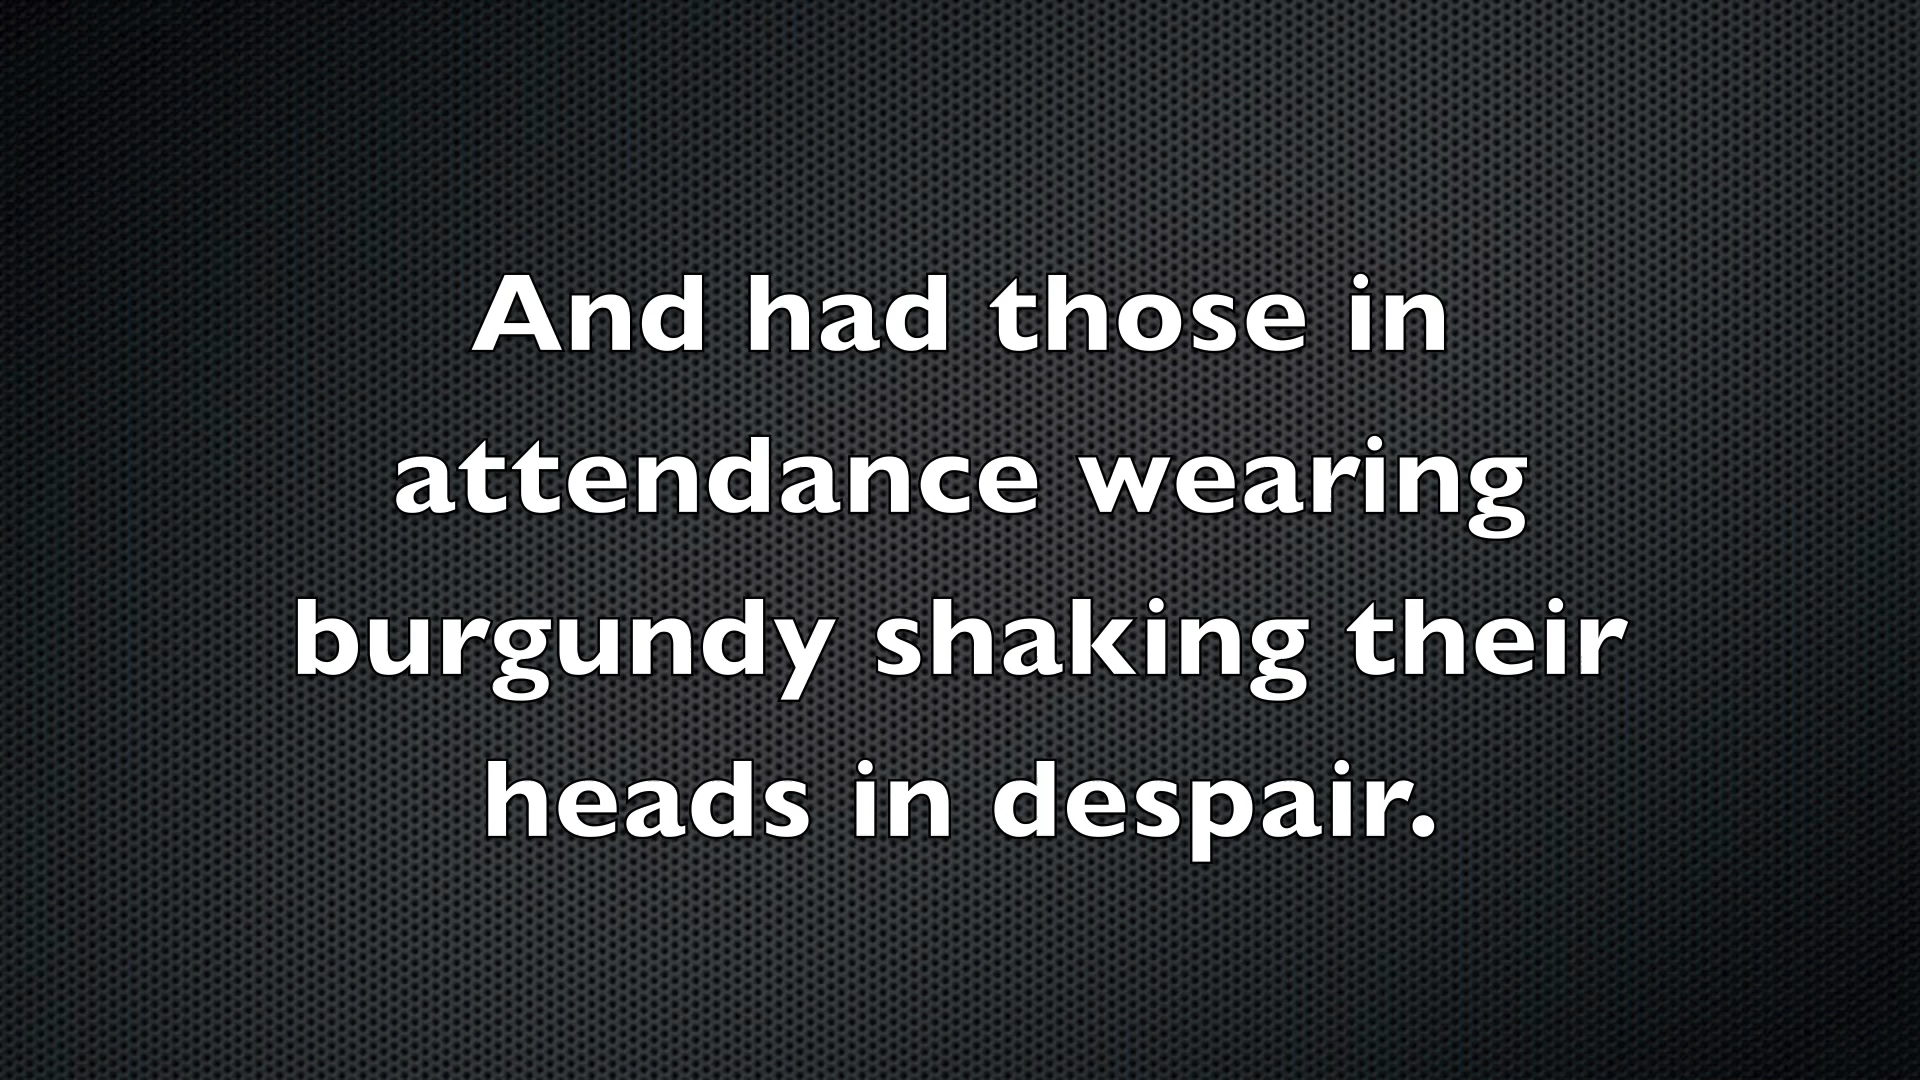 And had those in
attendance wearing
burgundy shaking their
heads in despair.